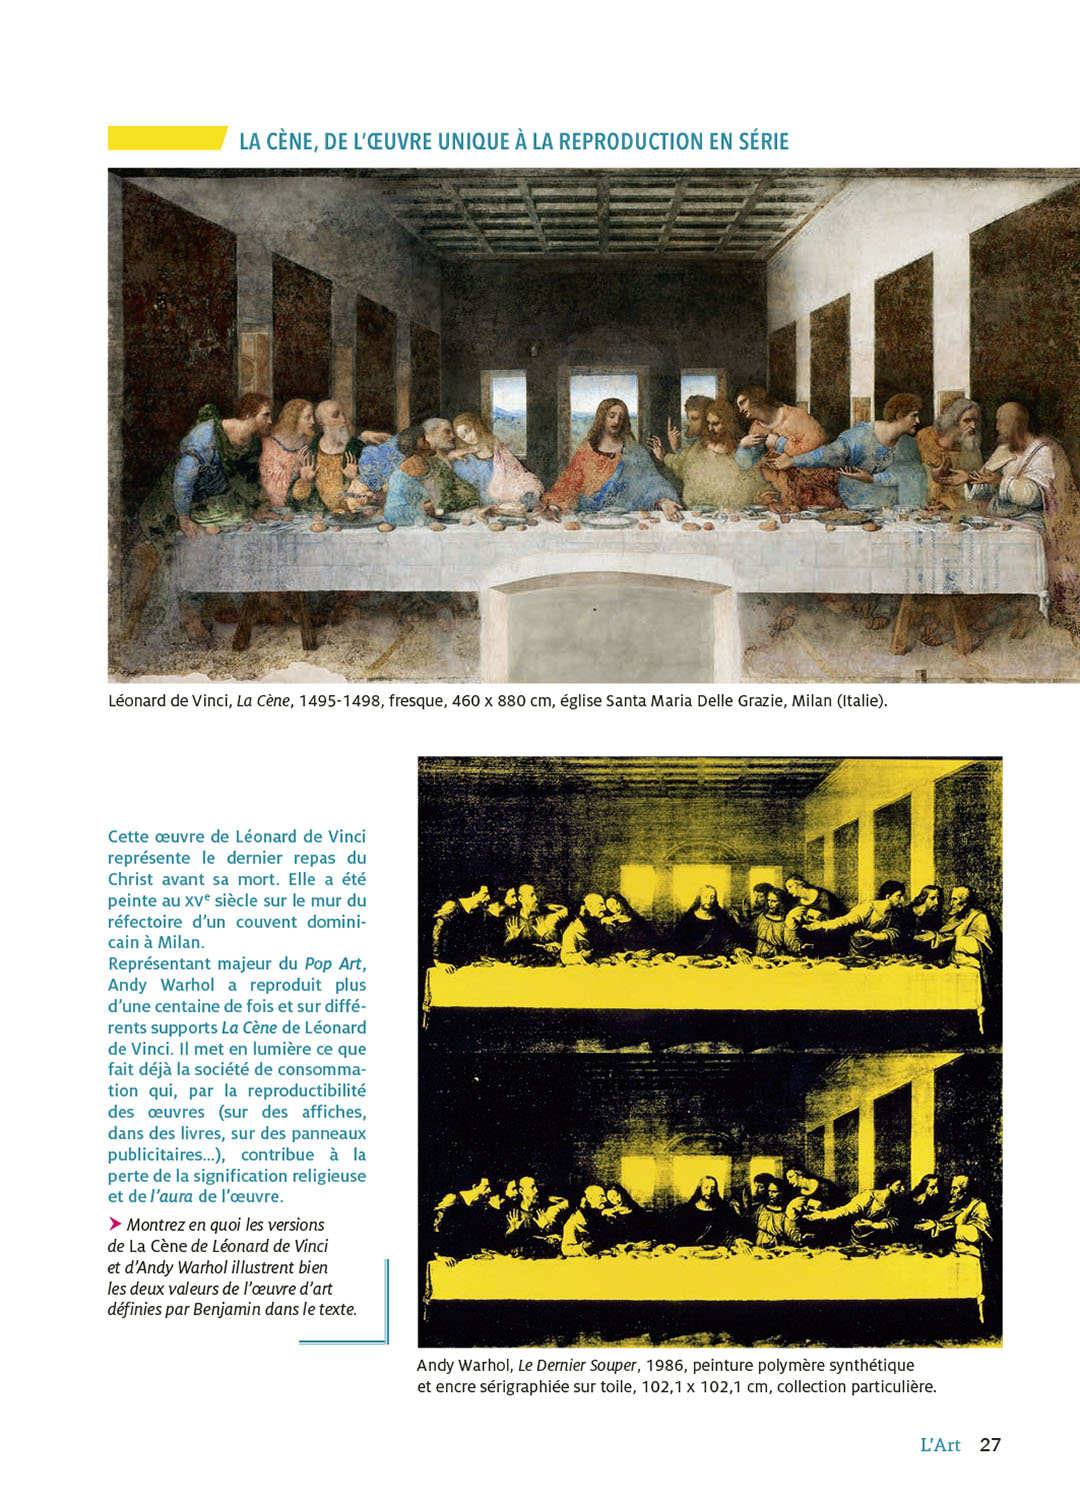 LA CÈNE, DE L'ŒUVRE UNIQUE À LA REPRODUCTION EN SÉRIE
Léonard de Vinci, La Cène, 1495-1498, fresque, 460 x 880 cm, église Santa Maria Delle Grazie, Milan (Italie).
Cette œuvre de Léonard de Vinci
représente le dernier repas du
Christ avant sa mort. Elle a été
peinte au XVe siècle sur le mur du
réfectoire d'un couvent domini-
cain à Milan.
Représentant majeur du Pop Art,
Andy Warhol a reproduit plus
d'une centaine de fois et sur diffé-
rents supports La Cène de Léonard
de Vinci. Il met en lumière ce que
fait déjà la société de consomma-
tion qui, par la reproductibilité
des œuvres (sur des affiches,
dans des livres, sur des panneaux
publicitaires...), contribue à la
perte de la signification religieuse
et de l'aura de l'œuvre.
➤ Montrez en quoi les versions
de La Cène de Léonard de Vinci
et d'Andy Warhol illustrent bien
les deux valeurs de l'œuvre d'art
définies par Benjamin dans le texte.
Andy Warhol, Le Dernier Souper, 1986, peinture polymère synthétique
et encre sérigraphiée sur toile, 102,1 x 102,1 cm, collection particulière.
L'Art 27